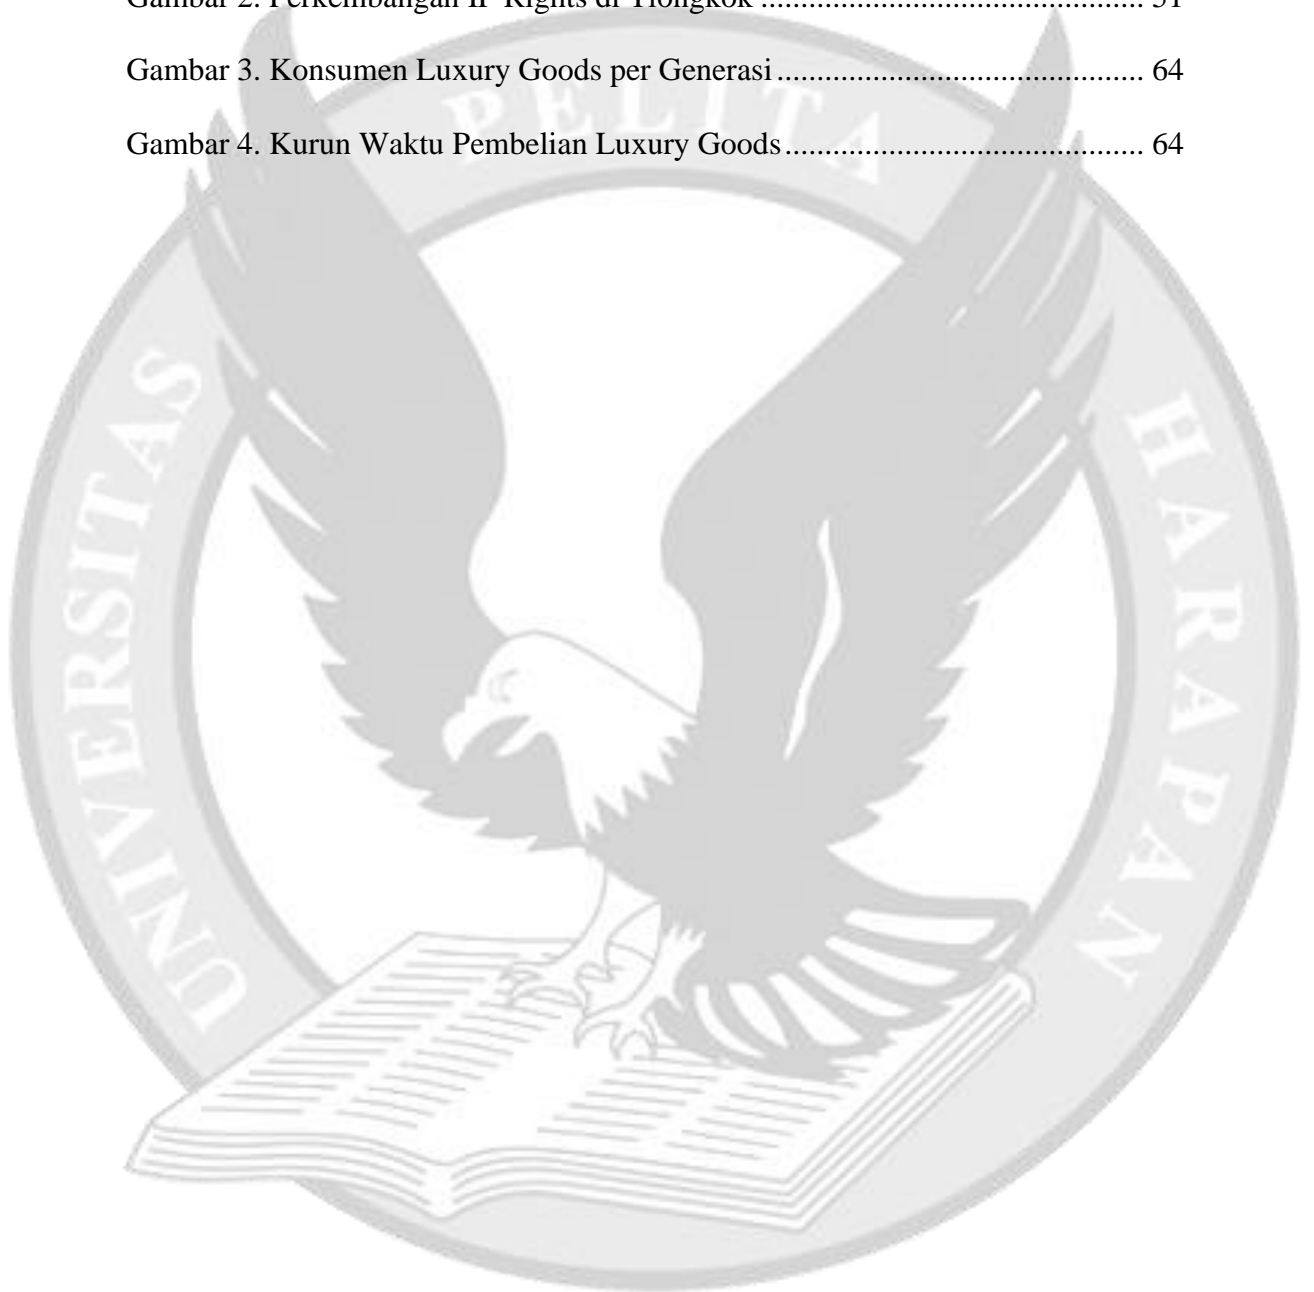 Gambar 2. Perkembangan IP Rights di Tiongkok ................................................ 51
Gambar 3. Konsumen Luxury Goods per Generasi .............................................. 64
Gambar 4. Kurun Waktu Pembelian Luxury Goods ............................................. 64
UNIVERSITAS PELITA HARAPAN